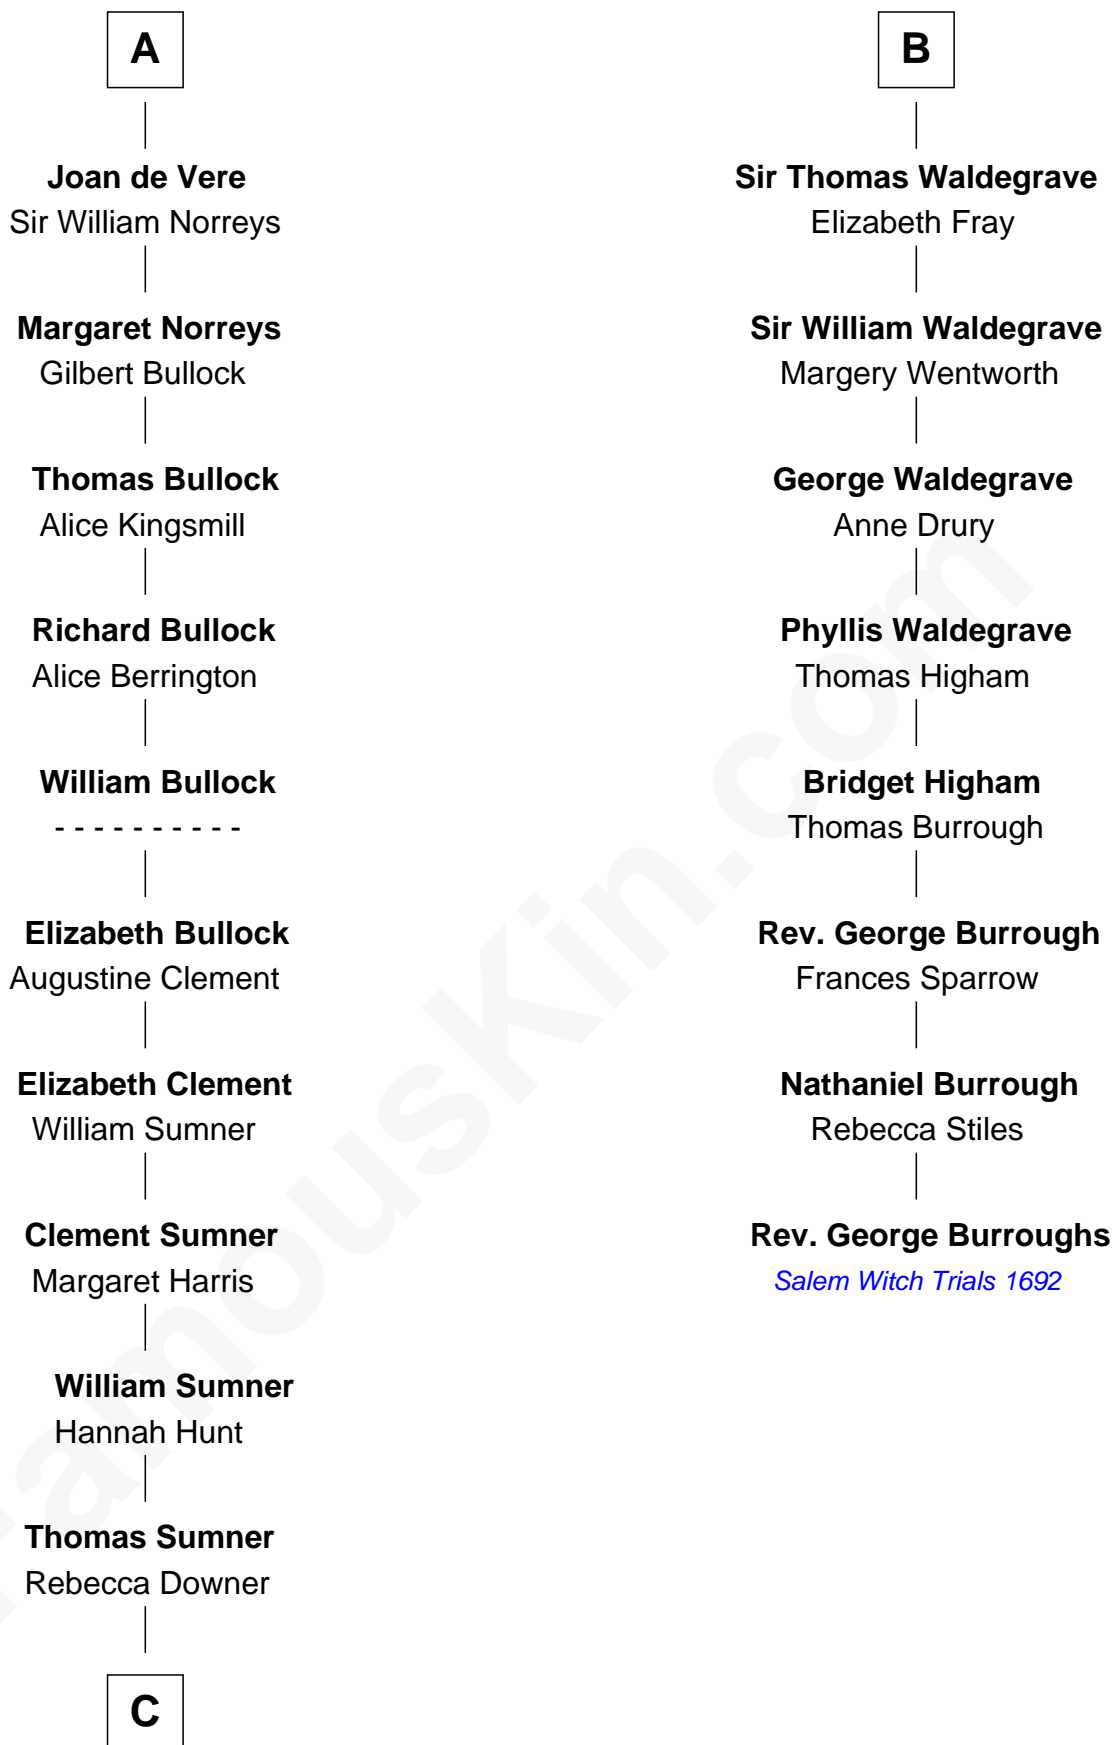 A
Joan de Vere
Sir William Norreys
Margaret Norreys
Gilbert Bullock
Thomas Bullock
Alice Kingsmill
Richard Bullock
Alice Berrington
William Bullock
- - - - - - - - - -
Elizabeth Bullock
Augustine Clement
Elizabeth Clement
William Sumner
Clement Sumner
Margaret Harris
William Sumner
Hannah Hunt
Thomas Sumner
Rebecca Downer
C
B
Sir Thomas Waldegrave
Elizabeth Fray
Sir William Waldegrave
Margery Wentworth
George Waldegrave
Anne Drury
Phyllis Waldegrave
Thomas Higham
Bridget Higham
Thomas Burrough
Rev. George Burrough
Frances Sparrow
Nathaniel Burrough
Rebecca Stiles
Rev. George Burroughs
Salem Witch Trials 1692
FamousKin.com